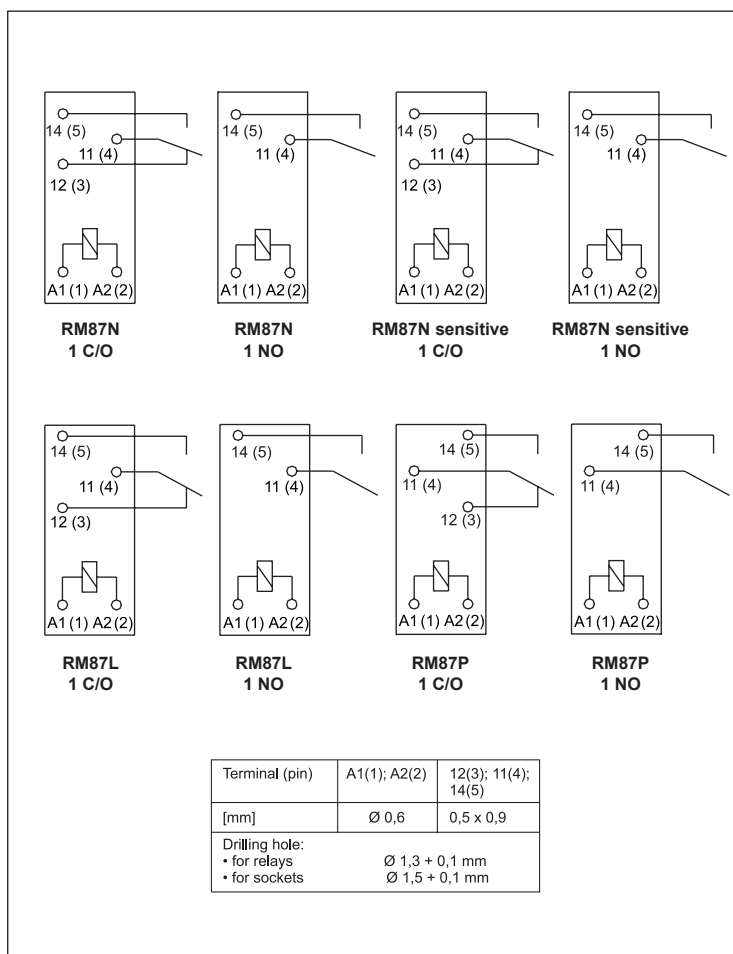 14 (5)
11 (4)
12 (3)
A1 (1) A2 (2)
RM87N
1 C/O
14 (5)
11 (4)
A1 (1) A2 (2)
RM87N
1 NO
14 (5)
11 (4)
12 (3)
A1 (1) A2 (2)
RM87N sensitive
1 C/O
14 (5)
11 (4)
A1 (1) A2 (2)
RM87N sensitive
1 NO
14 (5)
11 (4)
12 (3)
A1 (1) A2 (2)
RM87L
1 C/O
14 (5)
11 (4)
A1 (1) A2 (2)
RM87L
1 NO
14 (5)
11 (4)
12 (3)
A1 (1) A2 (2)
RM87P
1 C/O
14 (5)
11 (4)
A1 (1) A2 (2)
RM87P
1 NO
Terminal (pin) A1(1); A2(2) 12(3); 11(4);
14(5)
[mm] Ø 0,6 0,5 x 0,9
Drilling hole:
• for relays Ø 1,3 + 0,1 mm
• for sockets Ø 1,5 + 0,1 mm